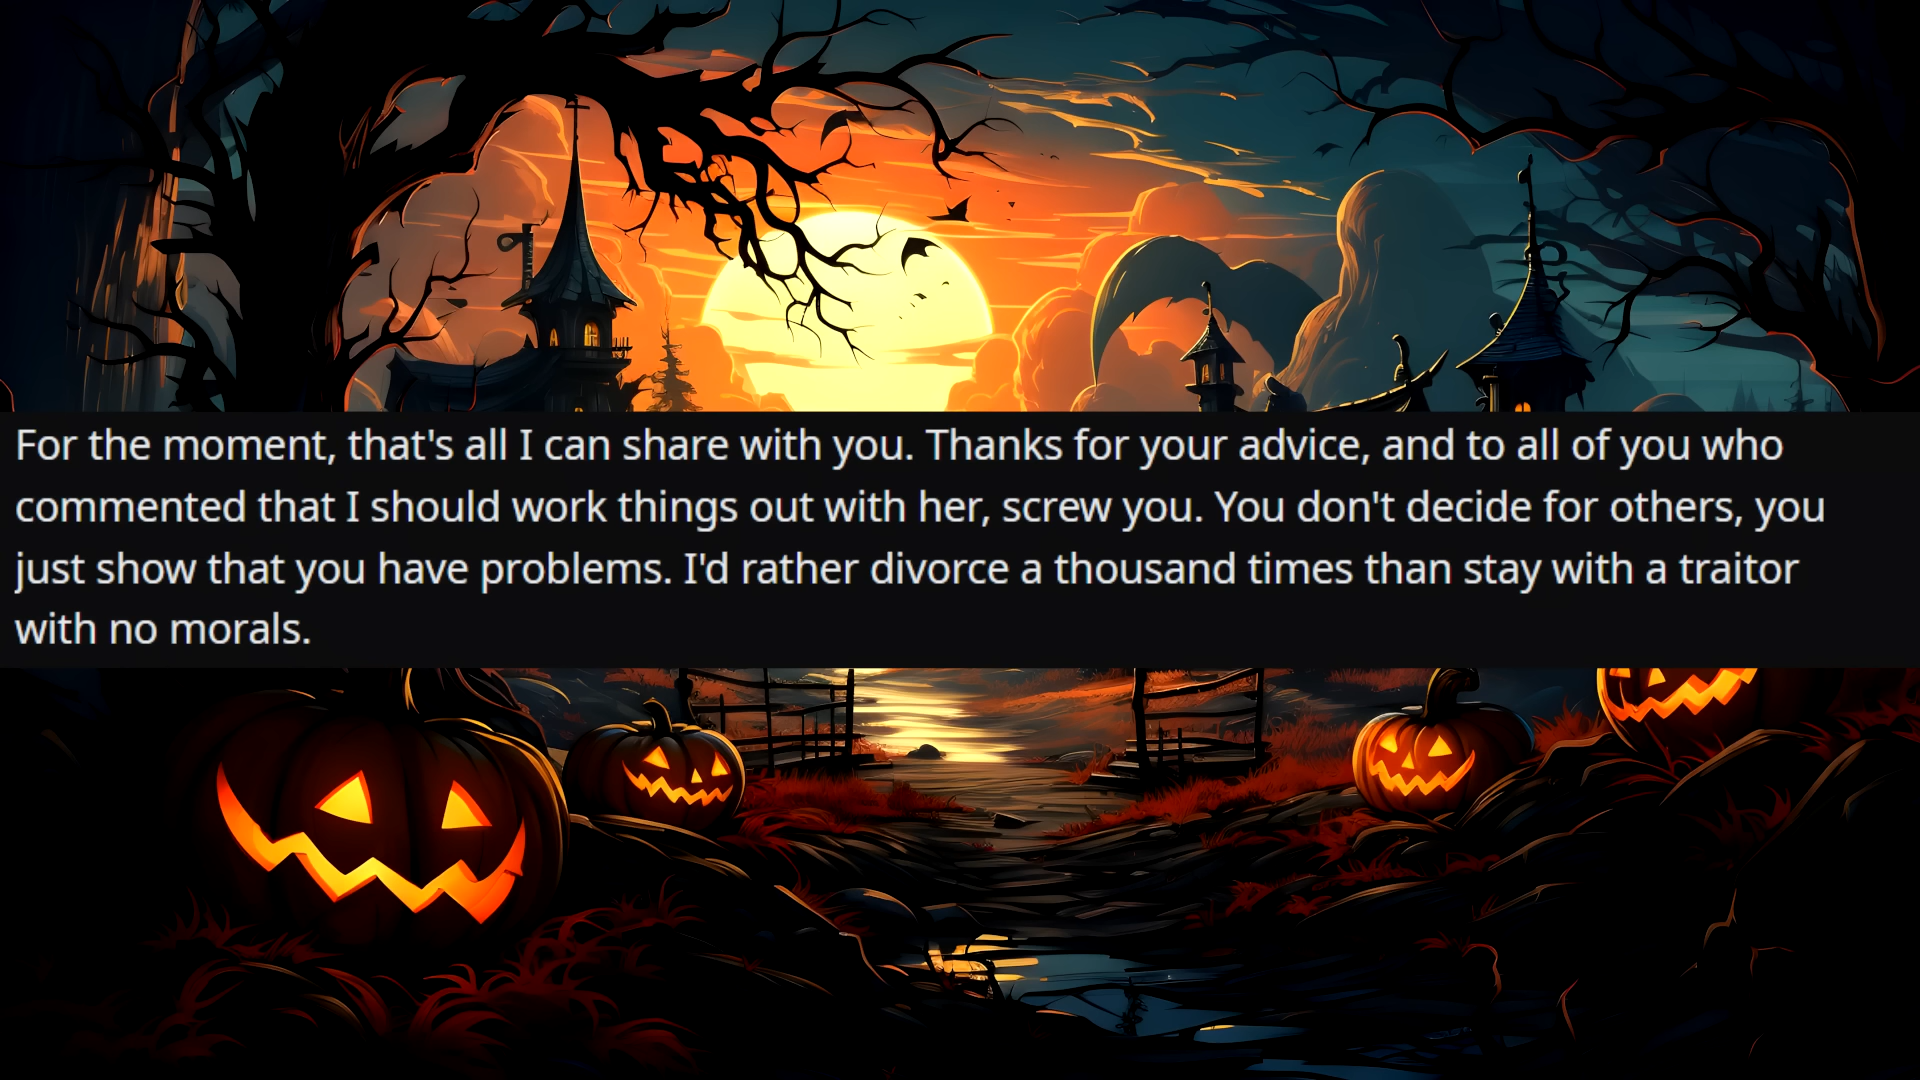 For the moment, that's all I can share with you. Thanks for your advice, and to all of you who
commented that I should work things out with her, screw you. You don't decide for others, you
just show that you have problems. I'd rather divorce a thousand times than stay with a traitor
with no morals.